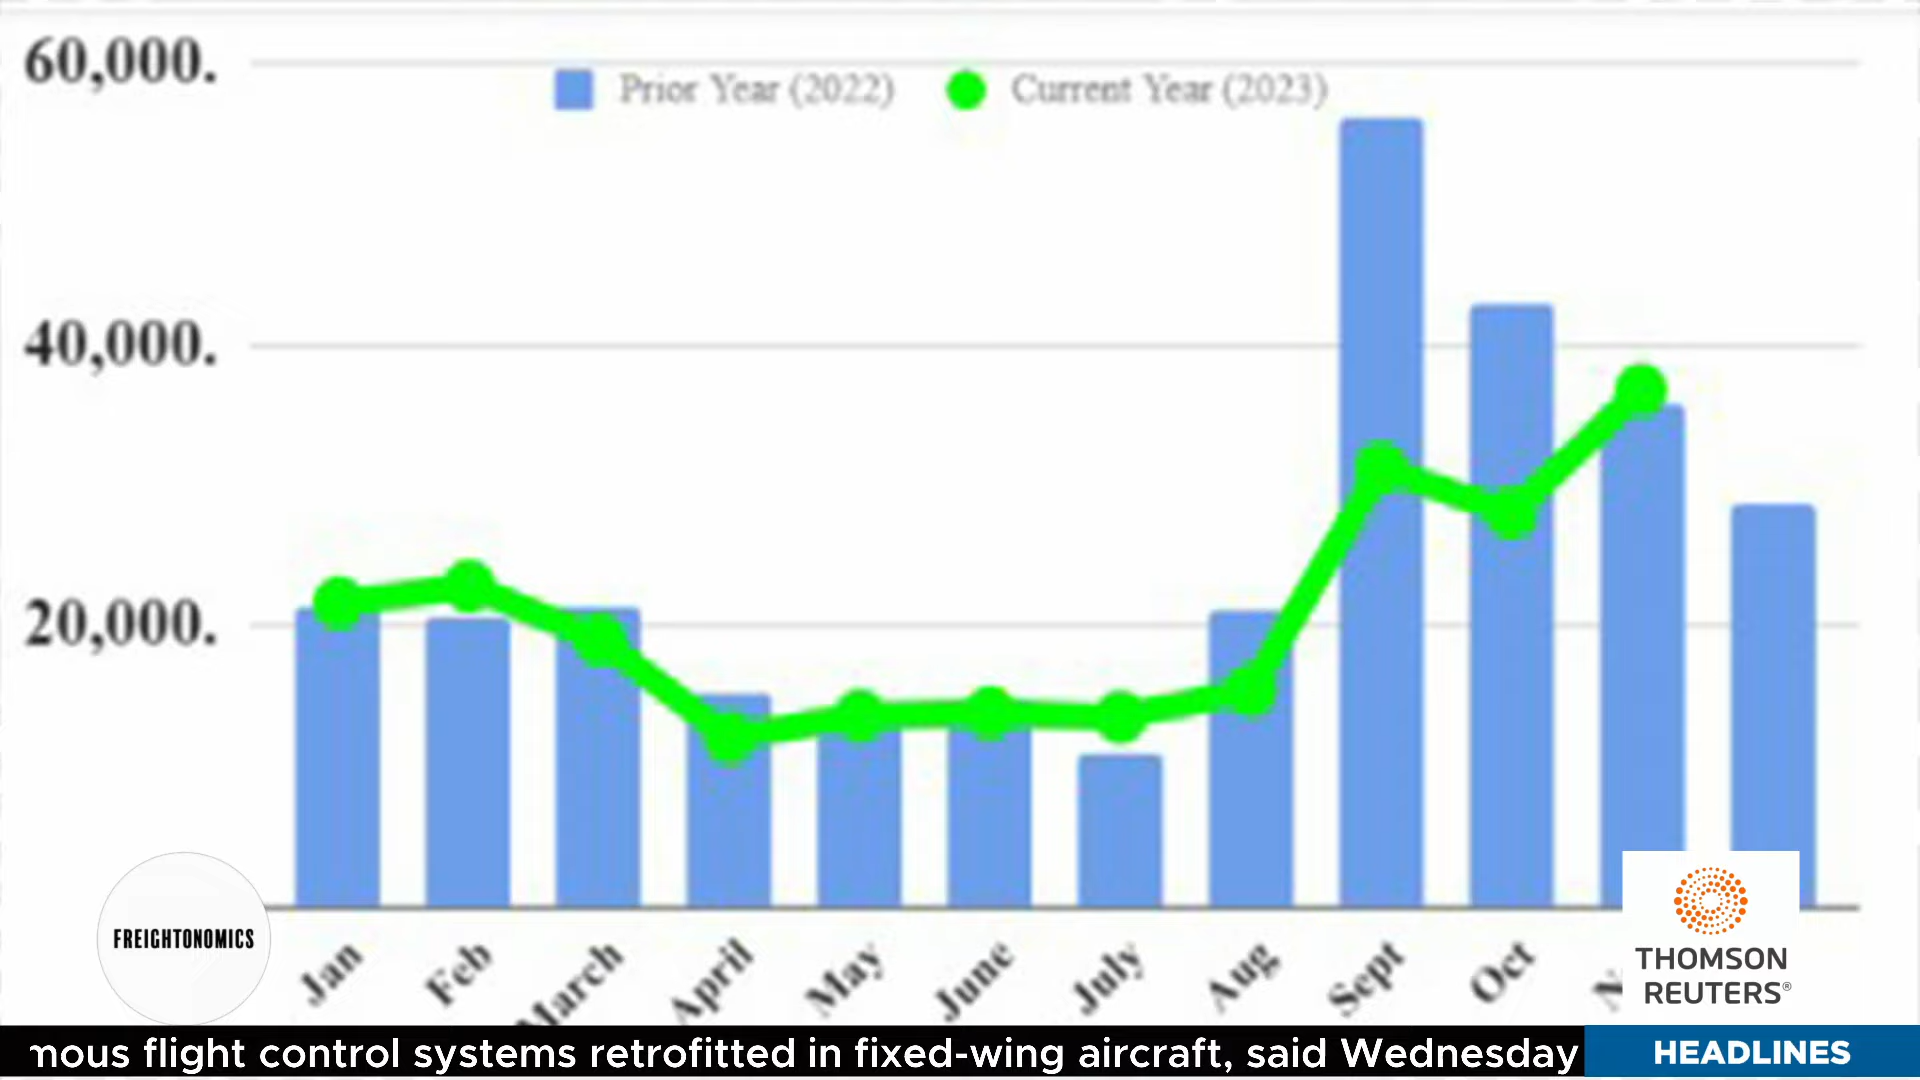 60,000.
Prior Year (2022)
Current Year (2023)
40,000.
20,000.
Jan
Feb
March
April
May
June
July
Aug
Sept
Oct
FREIGHTONOMICS
THOMSON
REUTERS®
mous flight control systems retrofitted in fixed-wing aircraft, said Wednesday
HEADLINES